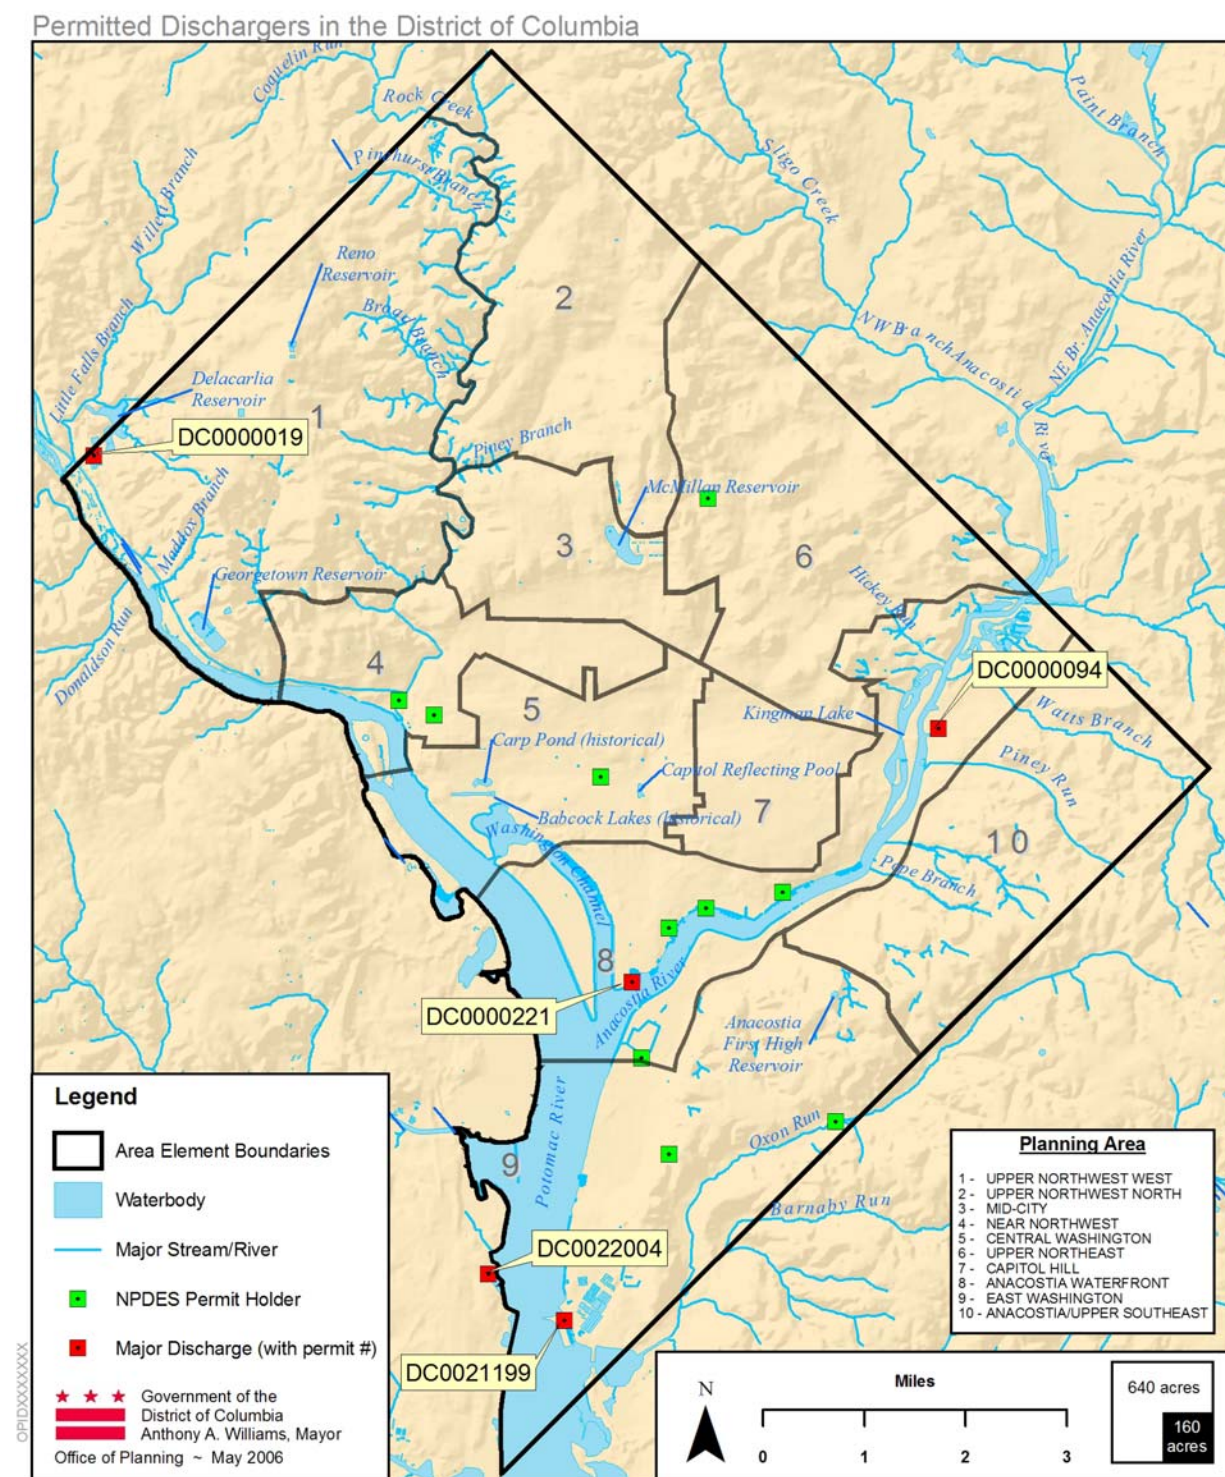 Permitted Dischargers in the District of Columbia
Coquelin Run
Rock Creek
Paint Branch
Pinehurst Branch
Sligo Creek
Willett Branch
Reno
Reservoir
2
Broad Branch
NW Branch Anacostia River
NE Br. Anacostia River
Little Falls Branch
Delacarlia
Reservoir
1
DC0000019
Piney Branch
McMillan Reservoir
Maddox Branch
3
6
Georgetown Reservoir
Hickey Run
Donaldson Run
4
DC0000094
5
Kingman Lake
Watts Branch
Carp Pond (historical)
Piney Run
Capitol Reflecting Pool
Babcock Lakes (historical)
7
Washington Channel
10
Pope Branch
8
DC0000221
Anacostia River
Anacostia
First High
Reservoir
Potomac River
Oxon Run
9
Barnaby Run
DC0022004
DC0021199
Legend
Area Element Boundaries
Waterbody
Major Stream/River
NPDES Permit Holder
Major Discharge (with permit #)
Government of the
District of Columbia
Anthony A. Williams, Mayor
Office of Planning ~ May 2006
OPIDXXXXXXX
Planning Area
1 - UPPER NORTHWEST WEST
2 - UPPER NORTHWEST NORTH
3 - MID-CITY
4 - NEAR NORTHWEST
5 - CENTRAL WASHINGTON
6 - UPPER NORTHEAST
7 - CAPITOL HILL
8 - ANACOSTIA WATERFRONT
9 - EAST WASHINGTON
10 - ANACOSTIA/UPPER SOUTHEAST
N
Miles
0 1 2 3
640 acres
160
acres